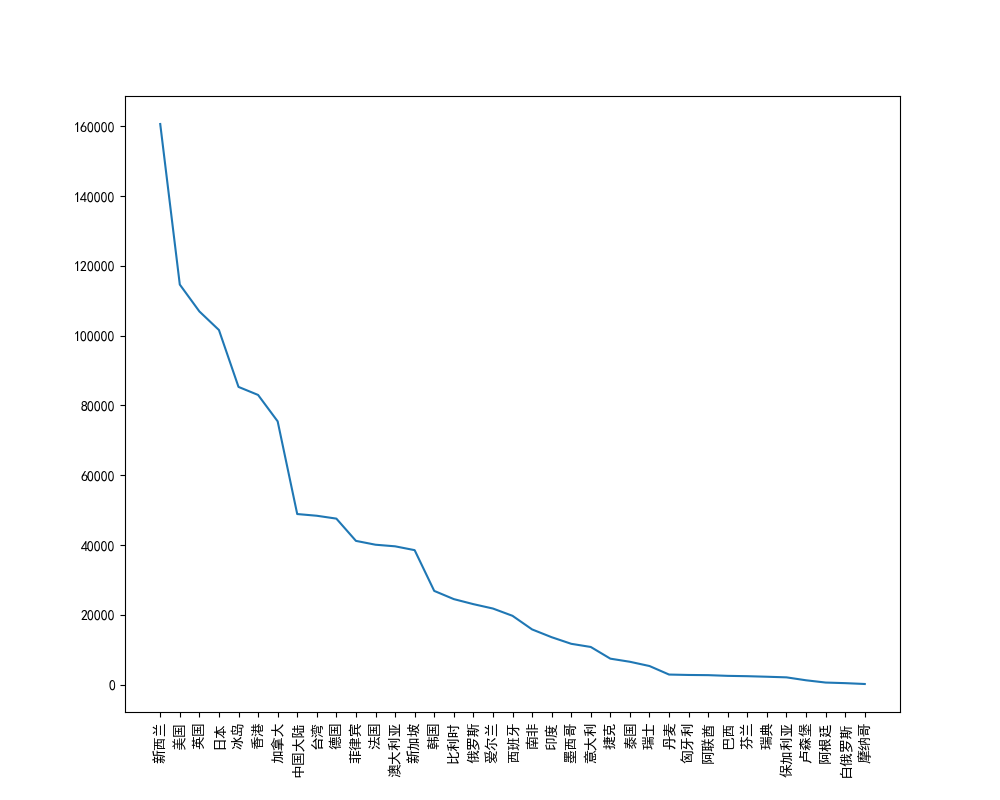 160000
140000
120000
100000
80000
60000
40000
20000
0
新西兰
美国
英国
日本
冰岛
香港
加拿大
中国大陆
台湾
德国
菲律宾
法国
澳大利亚
新加坡
韩国
比利时
俄罗斯
爱尔兰
西班牙
南非
印度
墨西哥
意大利
捷克
泰国
瑞士
丹麦
匈牙利
阿联酋
巴西
芬兰
瑞典
保加利亚
卢森堡
阿根廷
白俄罗斯
摩纳哥